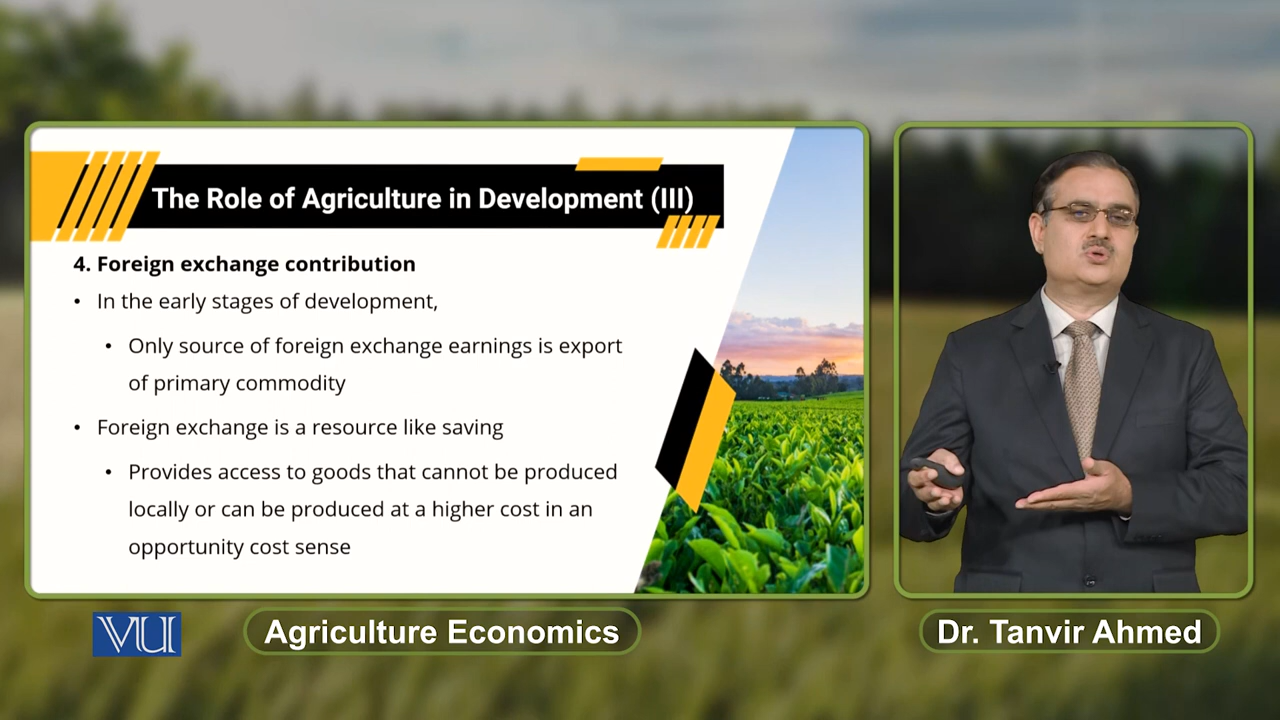 The Role of Agriculture in Development (III)
4. Foreign exchange contribution
• In the early stages of development,
• Only source of foreign exchange earnings is export
of primary commodity
• Foreign exchange is a resource like saving
• Provides access to goods that cannot be produced
locally or can be produced at a higher cost in an
opportunity cost sense
VU
Agriculture Economics
Dr. Tanvir Ahmed